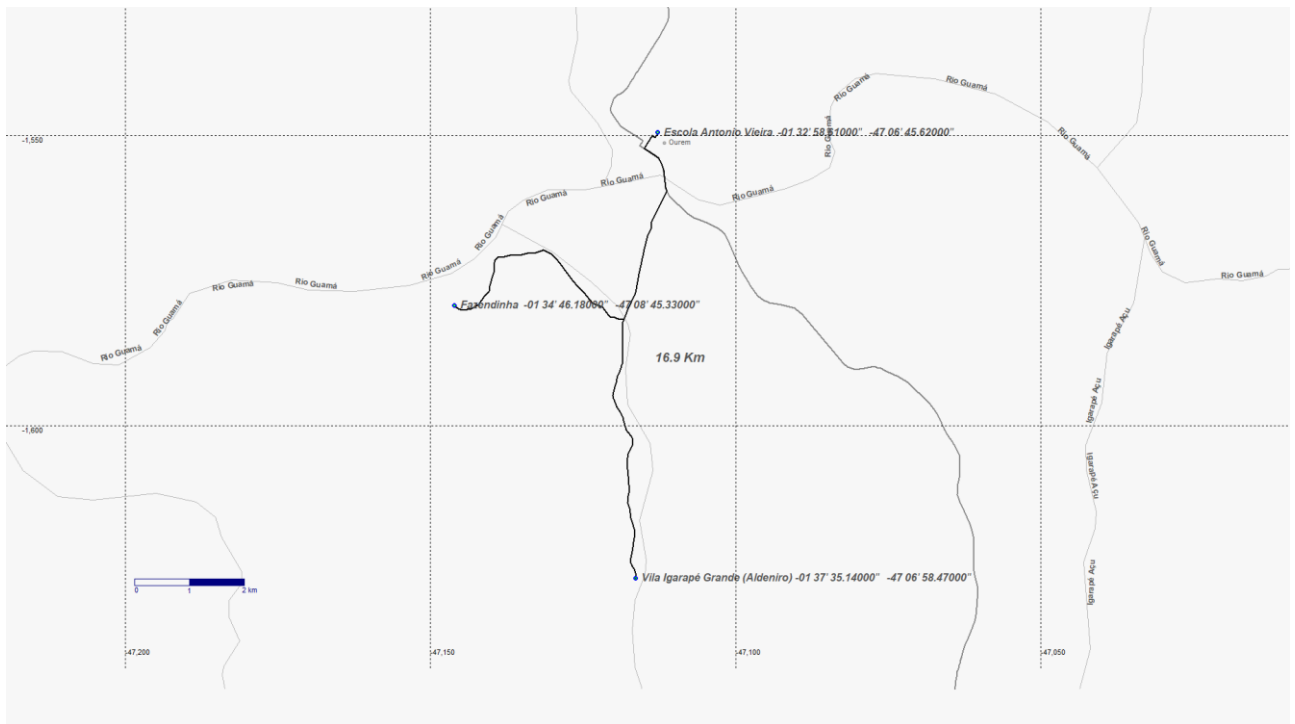 Rio Guamá
Rio Guamá
-1,550
Escola Antonio Vieira -01 32' 58.61000" -47 06' 45.62000"
Ourem
Rio Guamá
Rio Guamá
Rio Guamá
Rio Guamá
Rio Guamá
Rio Guamá
Rio Guamá
Rio Guamá
Rio Guamá
Rio Guamá
Rio Guamá
Rio Guamá
Fazendinha -01 34' 46.18000" -47 08' 45.33000"
Rio Guamá
Igarapé Açu
Rio Guamá
16.9 Km
Igarapé Açu
-1,600
Igarapé Açu
Vila Igarapé Grande (Aldeniro) -01 37' 35.14000" -47 06' 58.47000"
Igarapé Açu
0 1 2 km
-47,200 -47,150 -47,100 -47,050